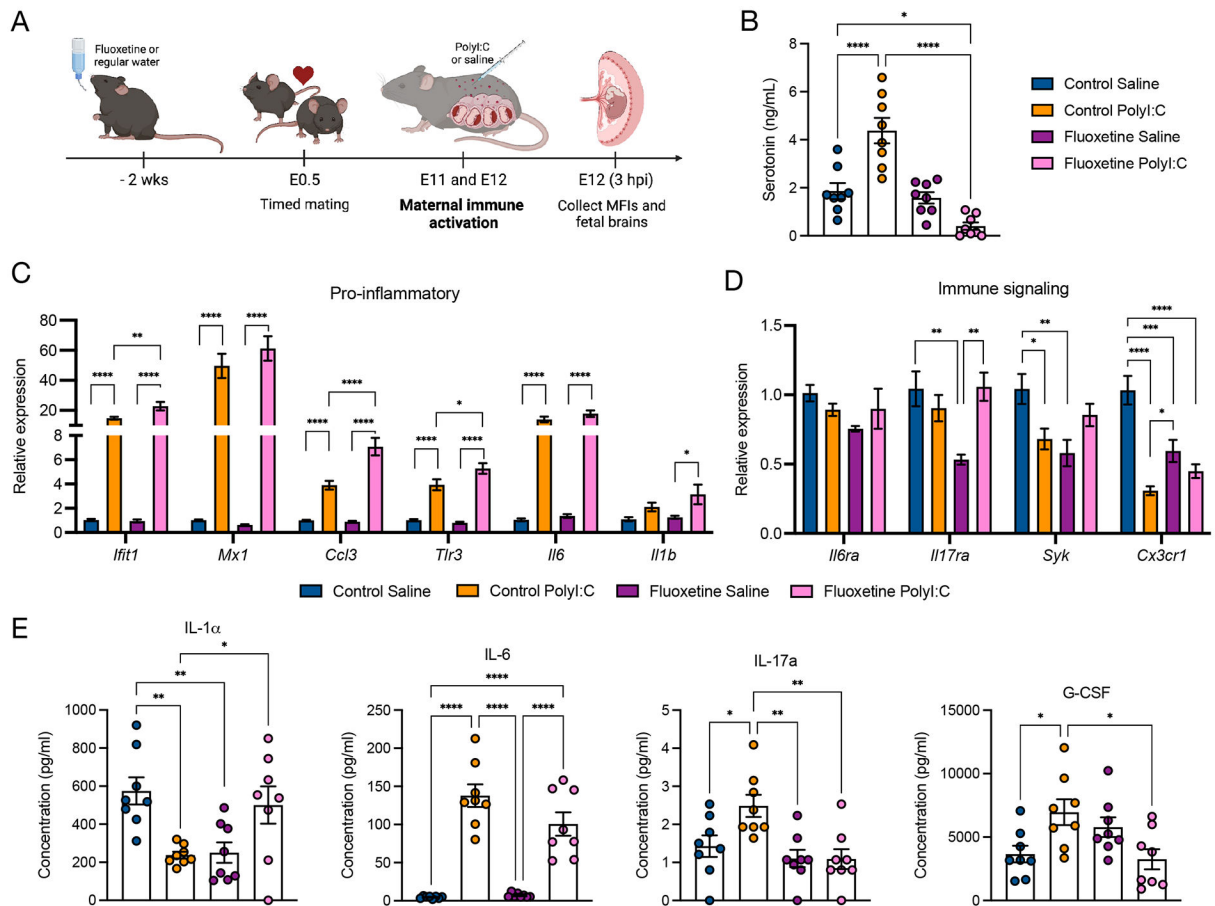 A
Fluoxetine or
regular water
PolyI:C
or saline
- 2 wks
E0.5
E11 and E12
E12 (3 hpi)
Timed mating
Maternal immune
activation
Collect MFIs and
fetal brains
B
*
**** ****
Serotonin (ng/mL)
8
6
4
2
0
Control Saline
Control PolyI:C
Fluoxetine Saline
Fluoxetine PolyI:C
C
Pro-inflammatory
Relative expression
80
60
40
20
8
6
4
2
0
**
**** ****
**** ****
****
**** ****
*
**** ****
**** ****
*
Ifit1 Mx1 Ccl3 Tlr3 Il6 Il1b
D
Immune signaling
Relative expression
1.5
1.0
0.5
0.0
** **
**
*
****
***
****
*
Il6ra Il17ra Syk Cx3cr1
Control Saline Control PolyI:C Fluoxetine Saline Fluoxetine PolyI:C
E
IL-1α
*
**
**
Concentration (pg/ml)
1000
800
600
400
200
0
IL-6
****
**** **** ****
Concentration (pg/ml)
250
200
150
100
50
0
IL-17a
**
* **
Concentration (pg/ml)
5
4
3
2
1
0
G-CSF
* *
Concentration (pg/ml)
15000
10000
5000
0